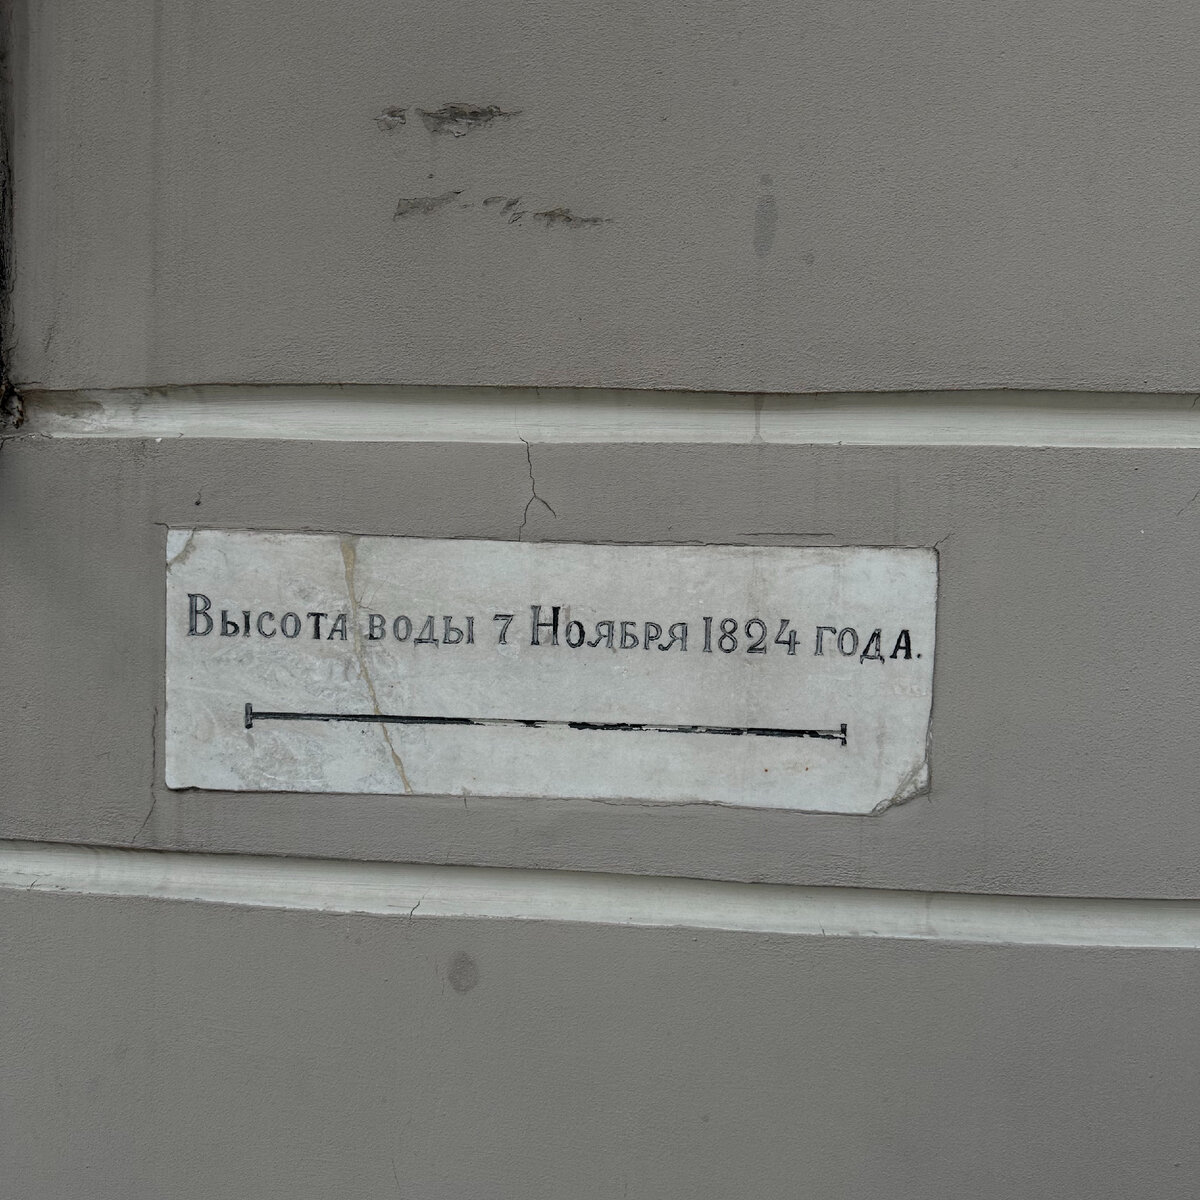 Высота воды 7 Ноября 1824 года.